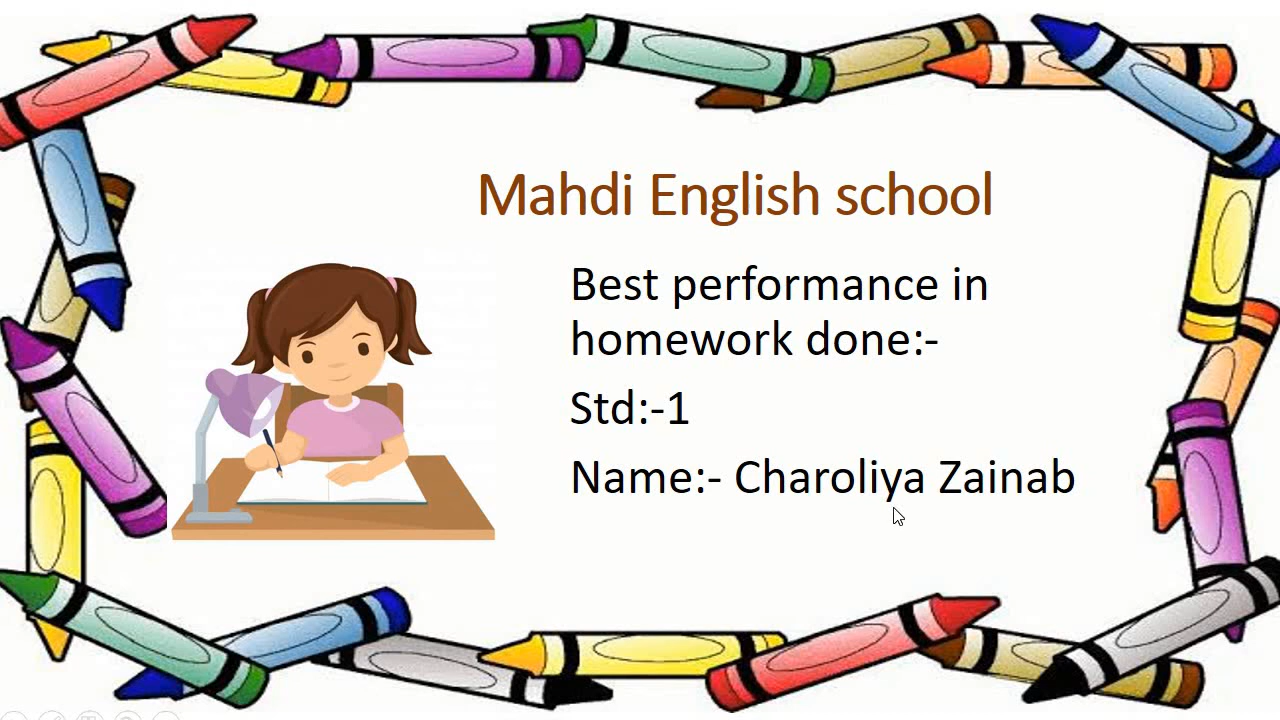 Mahdi English school
Best performance in
homework done:-
Std:-1
Name:- Charoliya Zainab